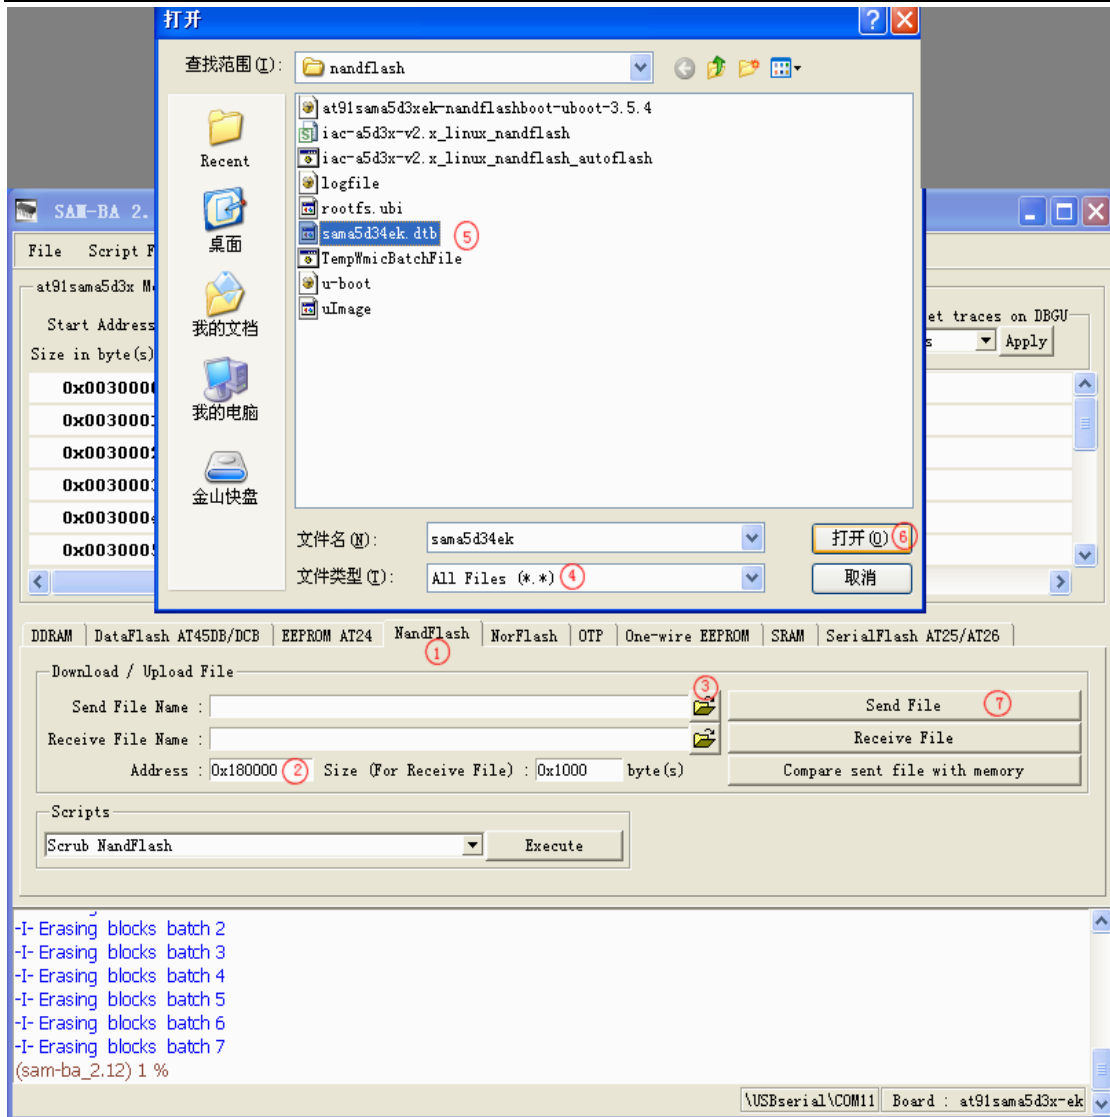 打开
查找范围(I):
nandflash
Recent
桌面
我的文档
我的电脑
金山快盘
at91sama5d3xek-nandflashboot-uboot-3.5.4
iac-a5d3x-v2.x_linux_nandflash
iac-a5d3x-v2.x_linux_nandflash_autoflash
logfile
rootfs.ubi
sama5d34ek.dtb ⑤
TempWmicBatchFile
u-boot
uImage
文件名(N):
sama5d34ek
打开(O) ⑥
文件类型(T):
All Files (*.*) ④
取消
SAM-BA 2.
File Script F
at91sama5d3x M
Start Address
Size in byte(s)
et traces on DBGU
s
Apply
0x0030000
0x003000
0x003000
0x003000
0x003000
0x003000
DDRAM DataFlash AT45DB/DCB EEPROM AT24 NandFlash NorFlash OTP One-wire EEPROM SRAM SerialFlash AT25/AT26
①
Download / Upload File
③
Send File Name :
Send File ⑦
Receive File Name :
Receive File
Address : 0x180000 ② Size (For Receive File) : 0x1000 byte(s)
Compare sent file with memory
Scripts
Scrub NandFlash
Execute
-I- Erasing blocks batch 2
-I- Erasing blocks batch 3
-I- Erasing blocks batch 4
-I- Erasing blocks batch 5
-I- Erasing blocks batch 6
-I- Erasing blocks batch 7
(sam-ba_2.12) 1 %
\USBserial\COM11 Board : at91sama5d3x-ek